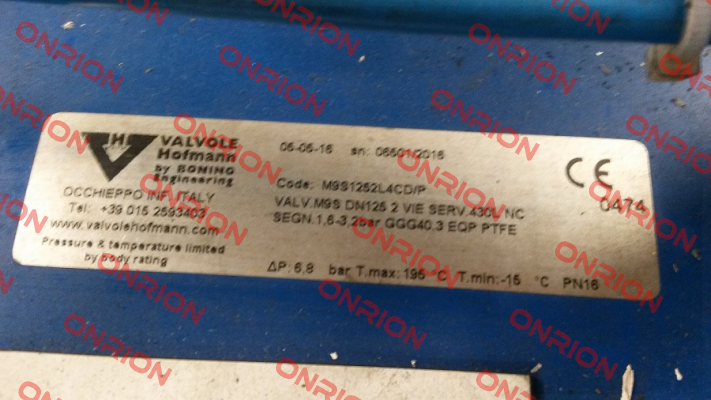 VALVOLE
Hofmann
by BONINO
Engineering
OCCHIEPPO INF. ITALY
Tel: +39 015 2593403
www.valvolehofmann.com
Pressure & temperature limited
by body rating
05-05-16 sn: 06601/2016
Code: M9S1252L4CD/P
VALV.M9S DN125 2 VIE SERV.430L NC
SEGN.1,6-3,2bar GGG40.3 EQP PTFE
ΔP: 6,8 bar T.max: 195 °C T.min:-15 °C PN16
CE
0474
ONRION